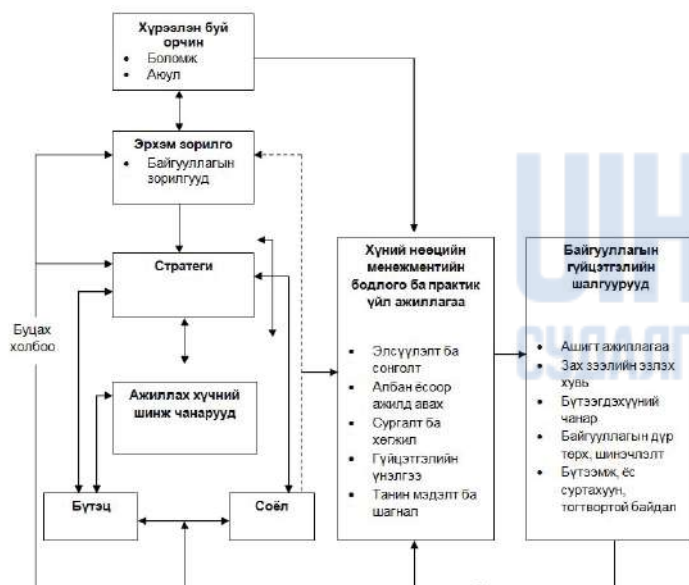 Хүрээлэн буй
орчин
• Боломж
• Аюул
Эрхэм зорилго
• Байгууллагын
зорилгууд
Стратеги
Буцах
холбоо
Ажиллах хүчний
шинж чанарууд
Бүтэц
Соёл
Хүний нөөцийн
менежментийн
бодлого ба практик
үйл ажиллагаа
• Элсүүлэлт ба
сонголт
• Албан ёсоор
ажилд авах
• Сургалт ба
хөгжил
• Гүйцэтгэлийн
үнэлгээ
• Танин мэдэлт ба
шагнал
Байгууллагын
гүйцэтгэлийн
шалгуурууд
• Ашигт ажиллагаа
• Зах зээлийн эзлэх
хувь
• Бүтээгдэхүүний
чанар
• Байгууллагын дүр
төрх, шинэчлэлт
• Бүтээмж, ёс
суртахуун,
тогтвортой байдал